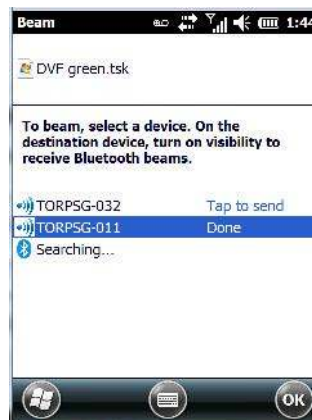 Beam 1:44
DVF green.tsk
To beam, select a device. On the
destination device, turn on visibility to
receive Bluetooth beams.
TORPSG-032 Tap to send
TORPSG-011 Done
Searching...
OK